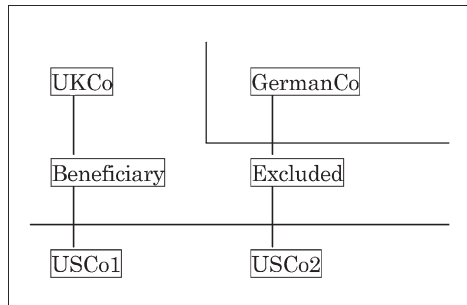 UKCo
GermanCo
Beneficiary
Excluded
USCo1
USCo2